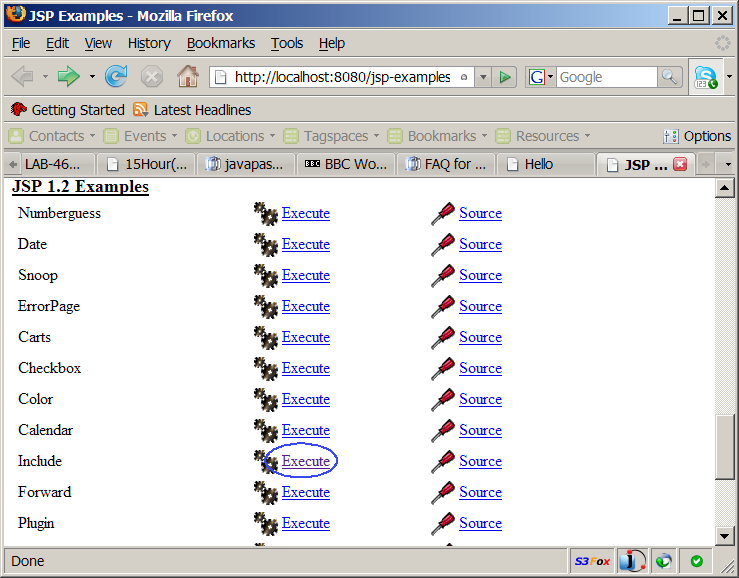 JSP Examples - Mozilla Firefox
File Edit View History Bookmarks Tools Help
http://localhost:8080/jsp-examples G Google 123
Getting Started Latest Headlines
Contacts Events Locations Tagspaces Bookmarks Resources Options
LAB-46... 15Hour(... javapas... BBC BBC Wo... FAQ for ... Hello JSP ...
JSP 1.2 Examples
Numberguess Execute Source
Date Execute Source
Snoop Execute Source
ErrorPage Execute Source
Carts Execute Source
Checkbox Execute Source
Color Execute Source
Calendar Execute Source
Include Execute Source
Forward Execute Source
Plugin Execute Source
Done S3Fox